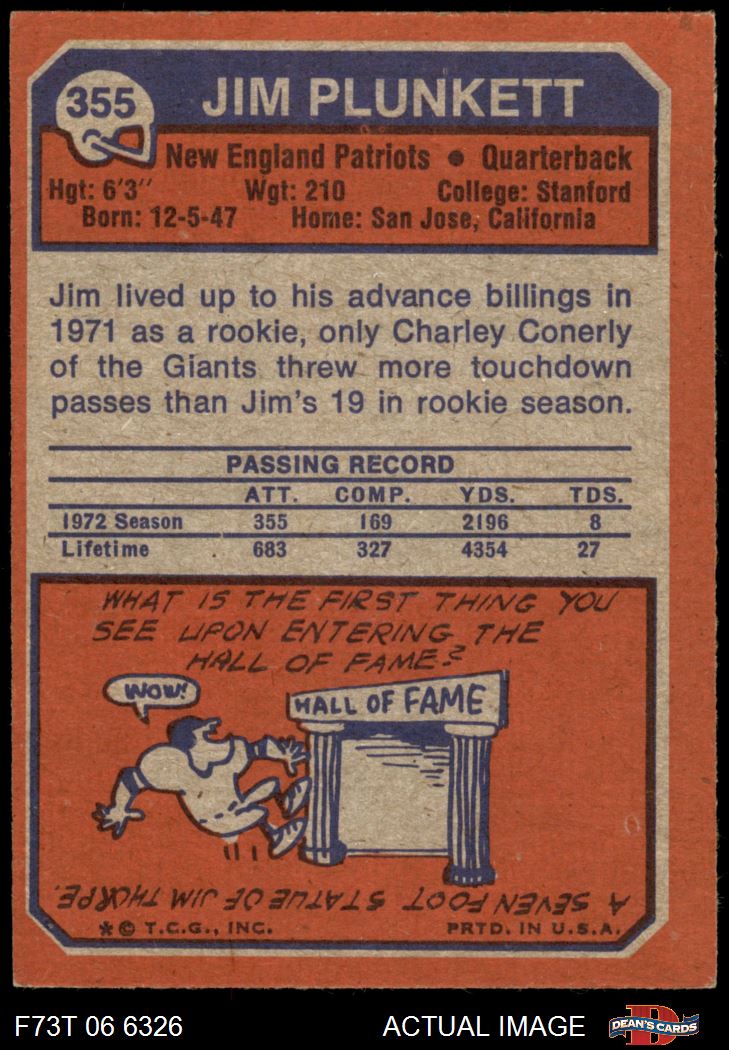 355
JIM PLUNKETT
New England Patriots • Quarterback
Hgt: 6'3" Wgt: 210 College: Stanford
Born: 12-5-47 Home: San Jose, California
Jim lived up to his advance billings in
1971 as a rookie, only Charley Conerly
of the Giants threw more touchdown
passes than Jim's 19 in rookie season.
PASSING RECORD
ATT. COMP. YDS. TDS.
1972 Season 355 169 2196 8
Lifetime 683 327 4354 27
WHAT IS THE FIRST THING YOU
SEE UPON ENTERING THE
HALL OF FAME?
WOW!
HALL OF FAME
A SEVEN FOOT STATUE OF JIM THORPE.
*© T.C.G., INC. PRTD. IN U.S.A.
F73T 06 6326 ACTUAL IMAGE DEAN'S CARDS